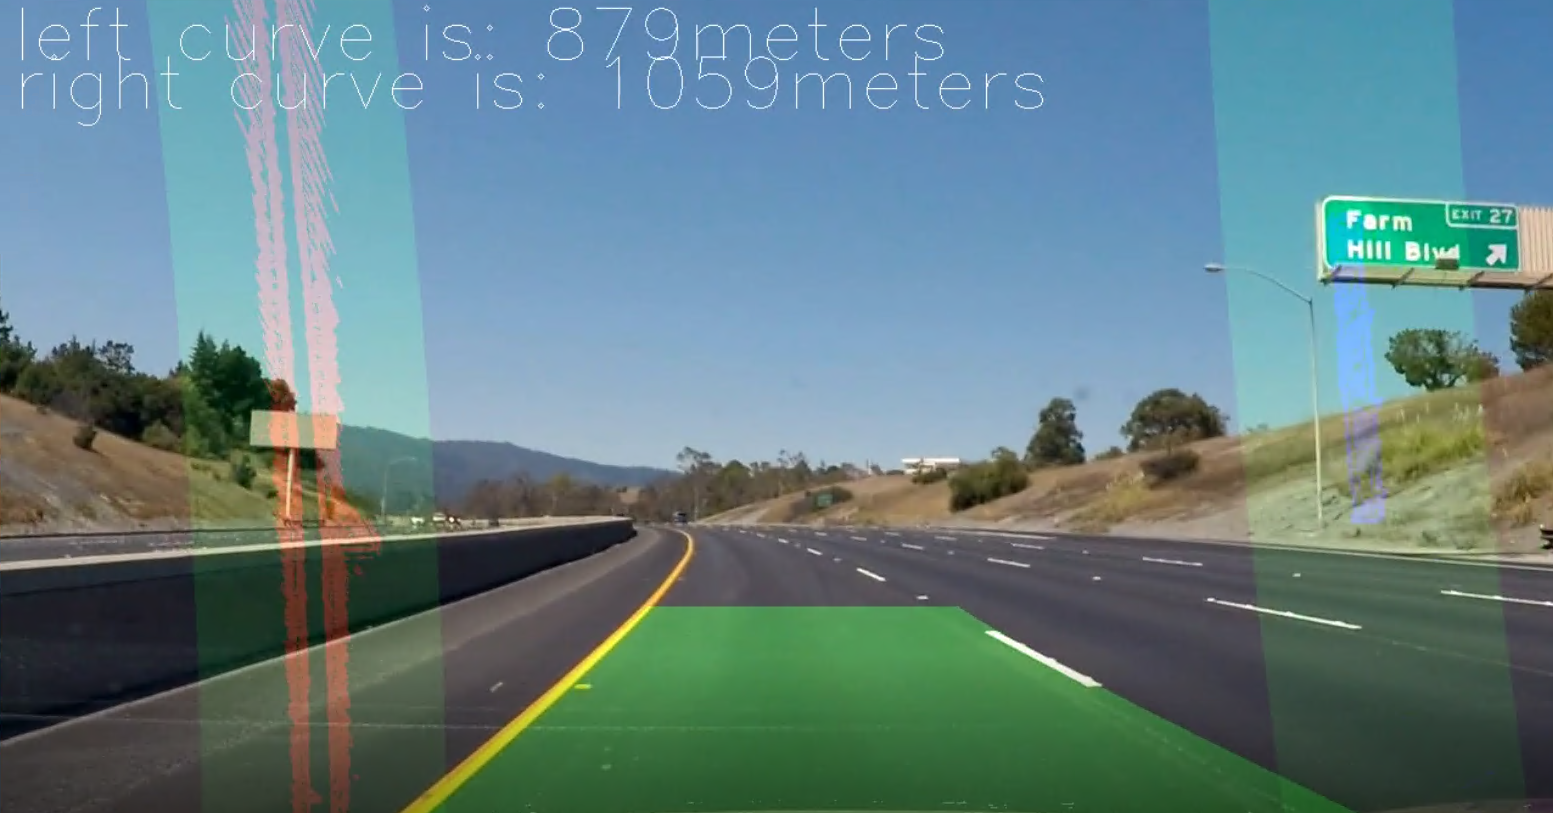 left curve is: 879meters
right curve is: 1059meters
EXIT 27
Farm
Hill Blvd